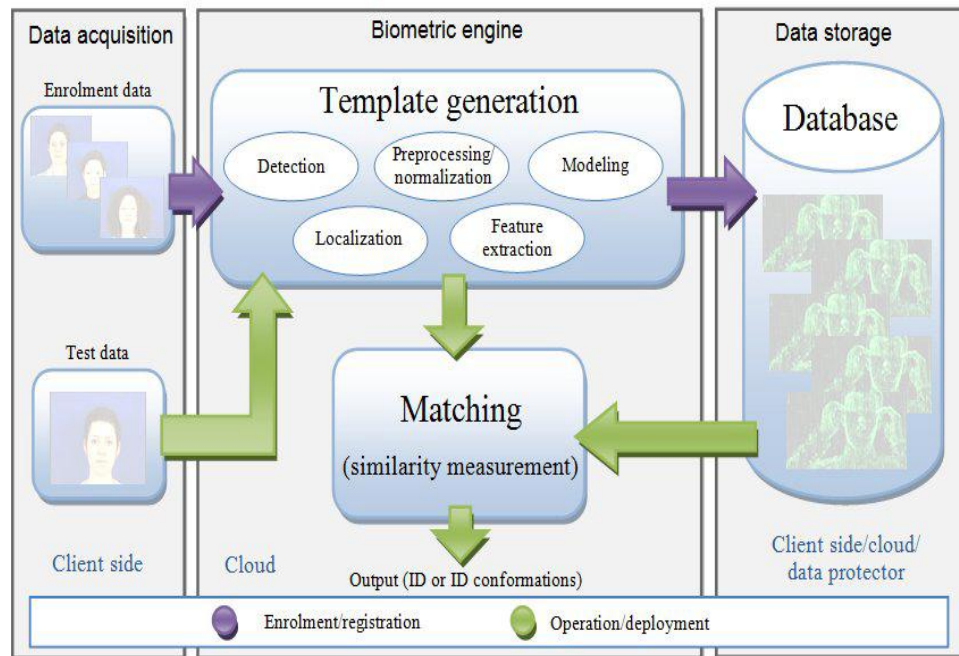 Data acquisition
Enrolment data
Test data
Client side
Biometric engine
Template generation
Detection
Preprocessing/
normalization
Modeling
Localization
Feature
extraction
Matching
(similarity measurement)
Output (ID or ID conformations)
Cloud
Data storage
Database
Client side/cloud/
data protector
Enrolment/registration
Operation/deployment